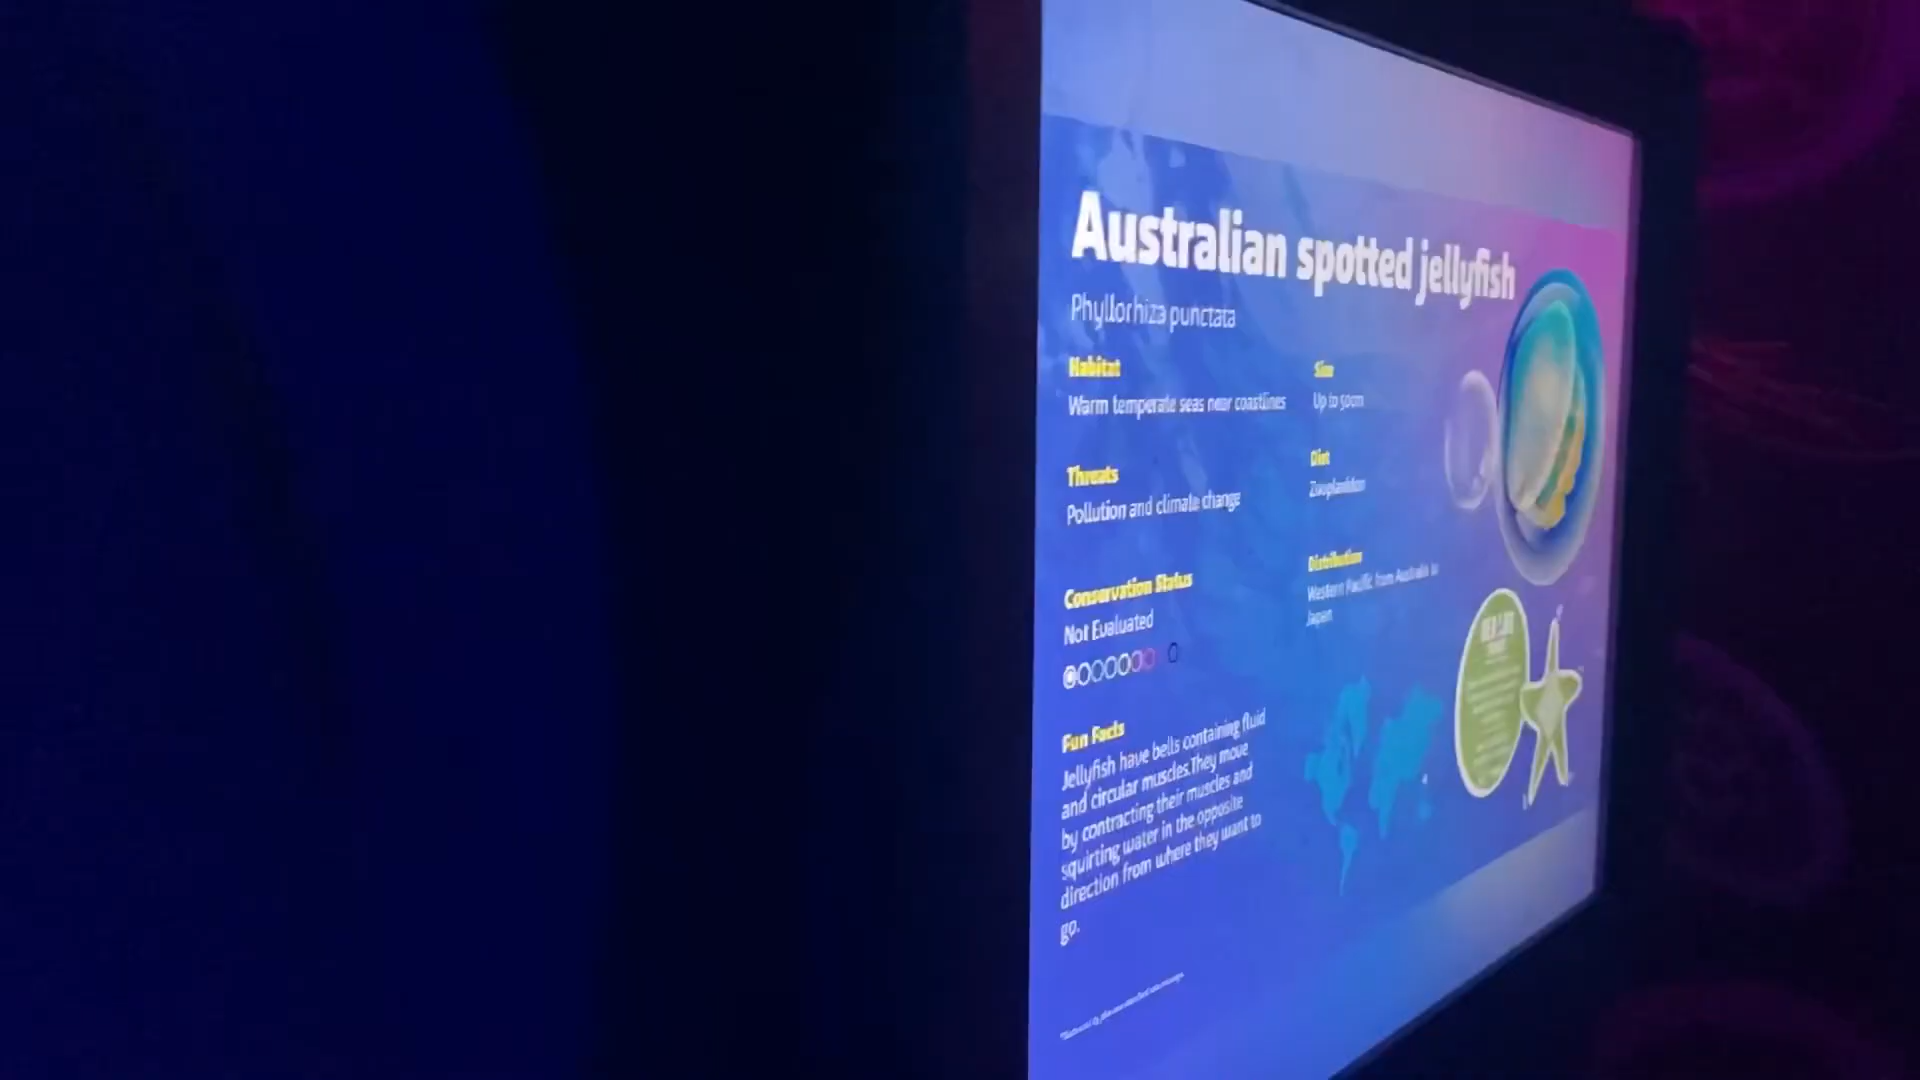 Australian spotted jellyfish
Phyllorhiza punctata
Habitat
Warm temperate seas near coastlines
Threats
Pollution and climate change
Conservation Status
Not Evaluated
Fun Facts
Jellyfish have bells containing fluid
and circular muscles.They move
by contracting their muscles and
squirting water in the opposite
direction from where they want to
go.
Size
Up to 50cm
Diet
Zooplankton
Distribution
Western Pacific from Australia to
Japan